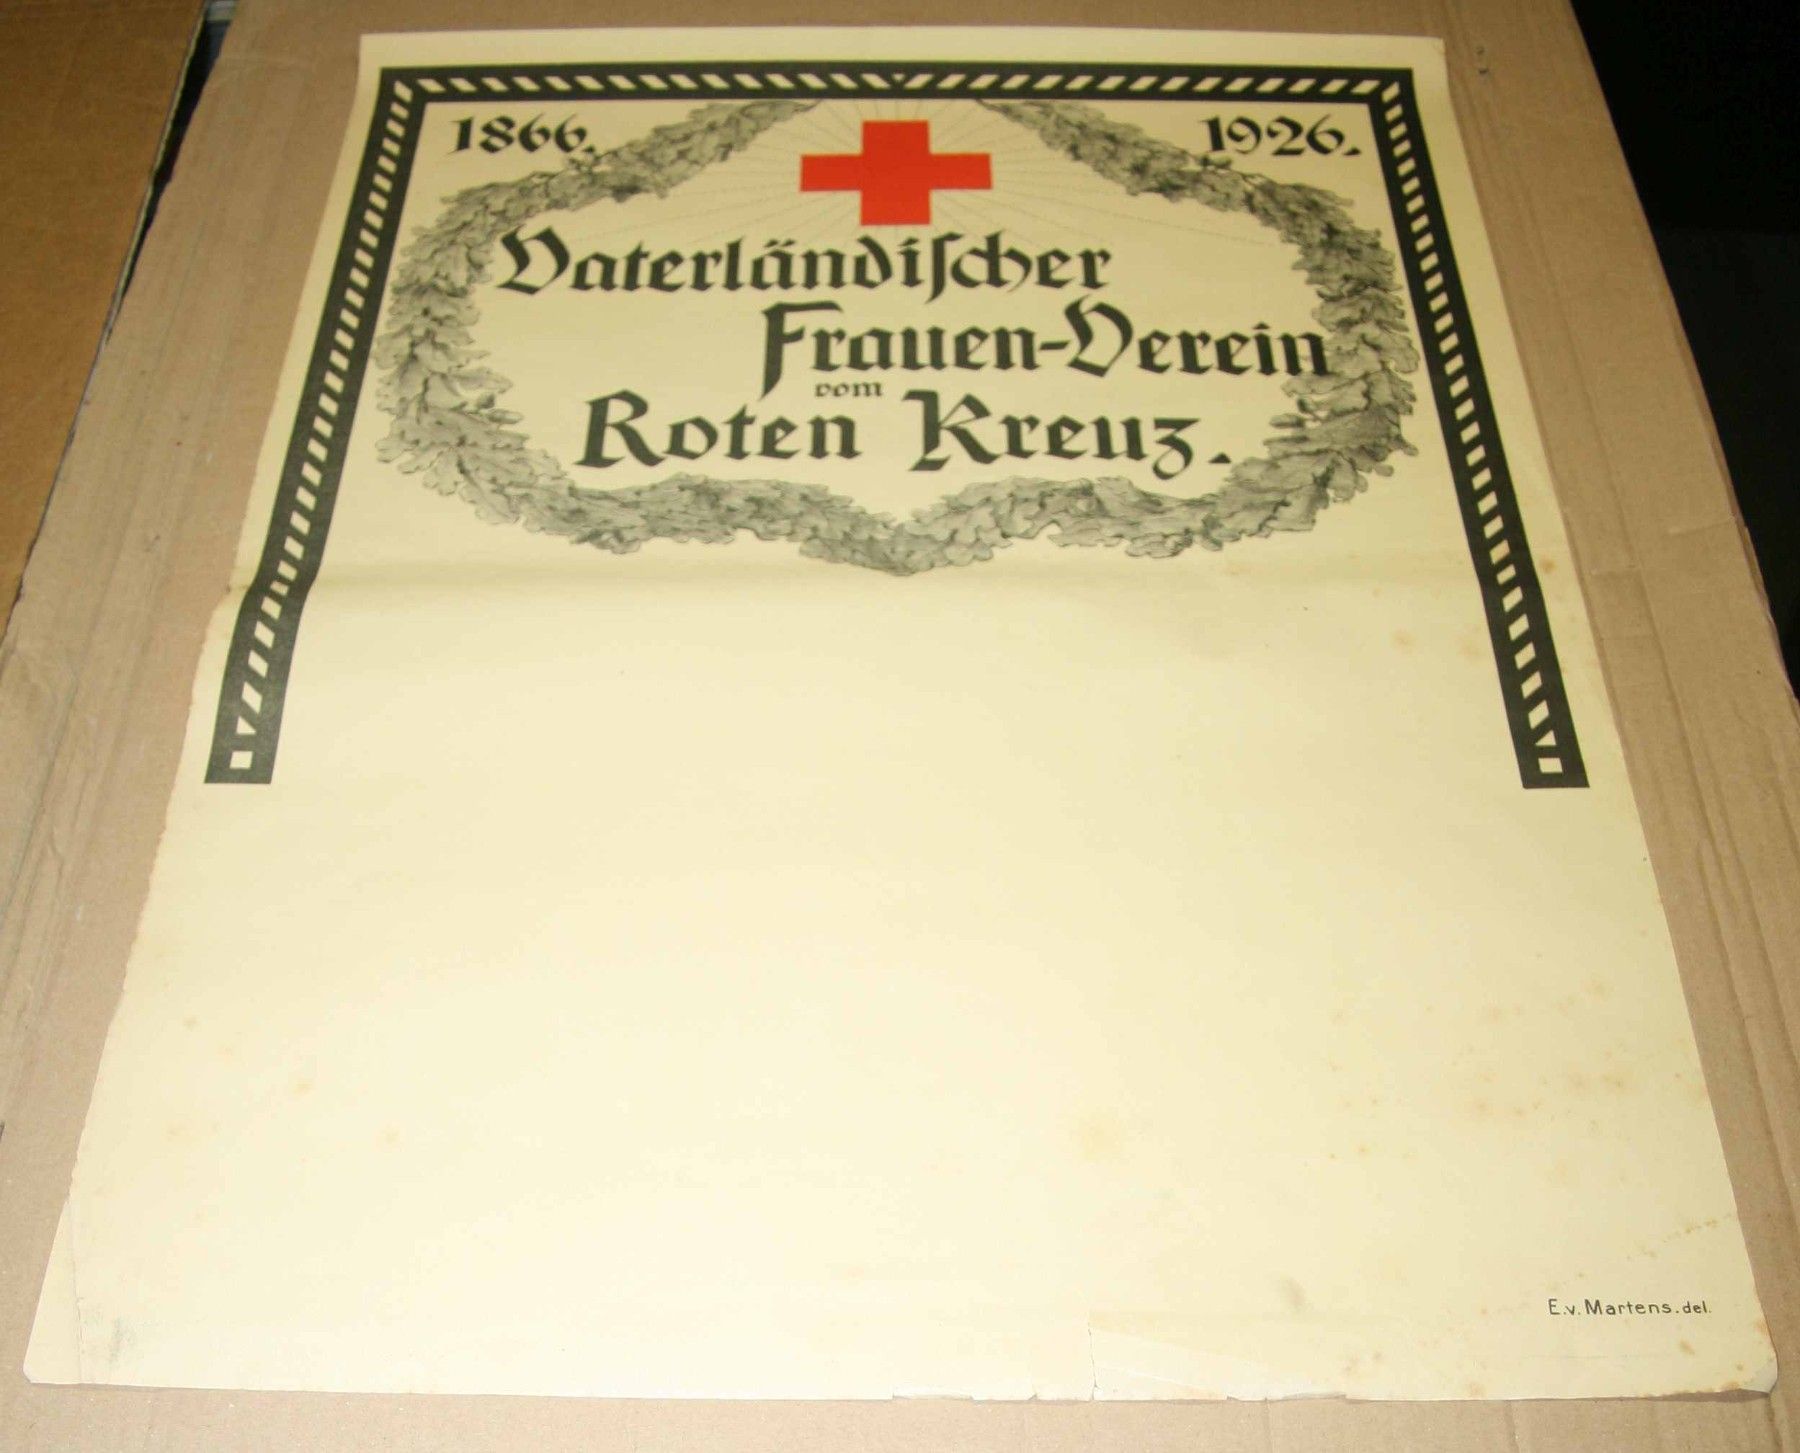 1866. 1926.
Vaterländiſcher
Frauen-Verein
vom
Roten Kreuz.
E.v.Martens.del.